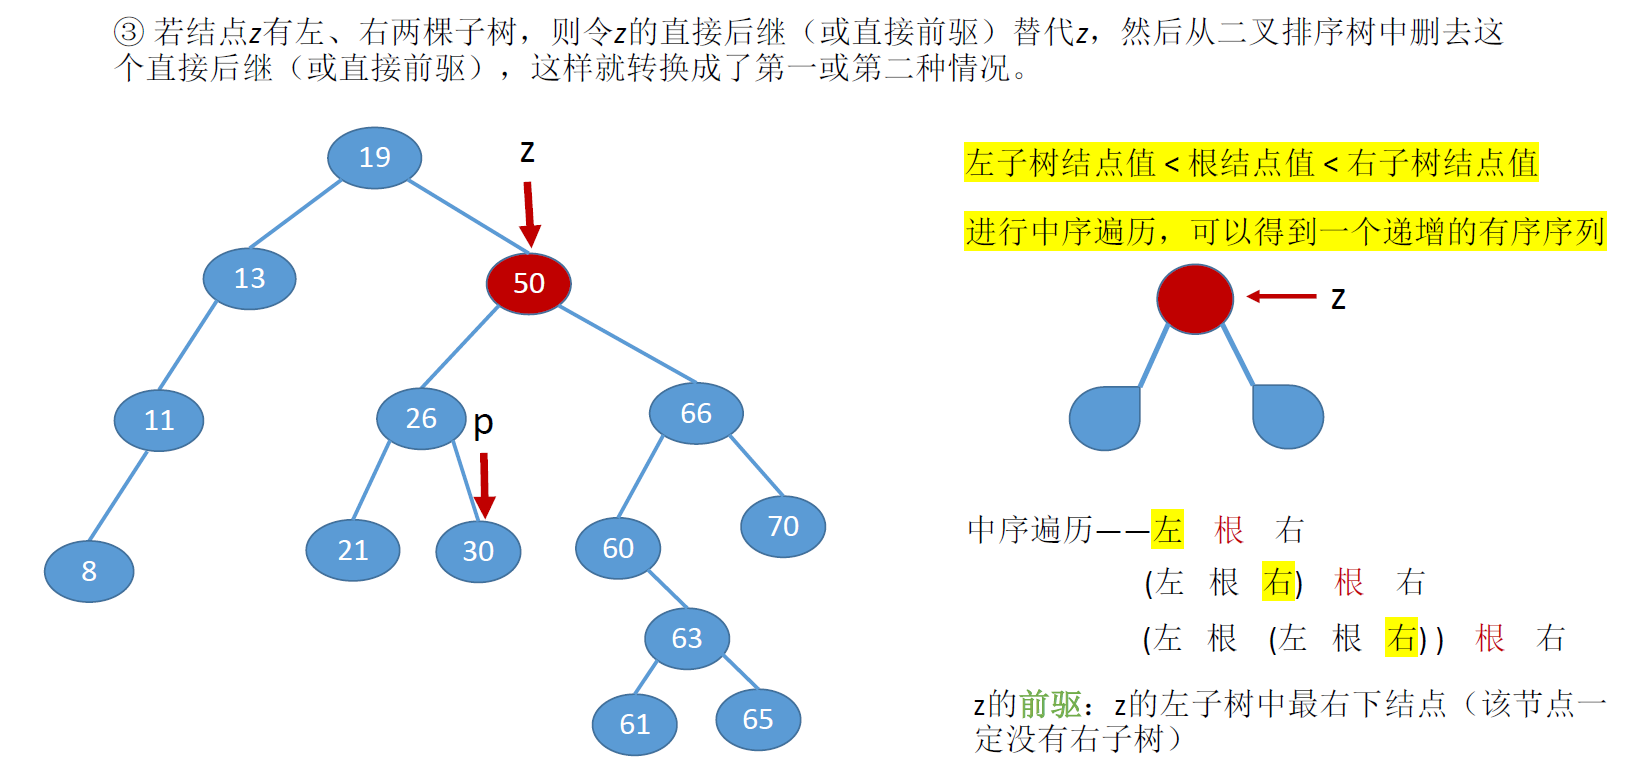 ③ 若结点z有左、右两棵子树，则令z的直接后继（或直接前驱）替代z，然后从二叉排序树中删去这
个直接后继（或直接前驱），这样就转换成了第一或第二种情况。
19
z
13
50
11
26
p
66
8
21
30
60
70
63
61
65
左子树结点值 < 根结点值 < 右子树结点值
进行中序遍历，可以得到一个递增的有序序列
z
中序遍历——左 根 右
(左 根 右) 根 右
(左 根 (左 根 右) ) 根 右
z的前驱：z的左子树中最右下结点（该节点一
定没有右子树）